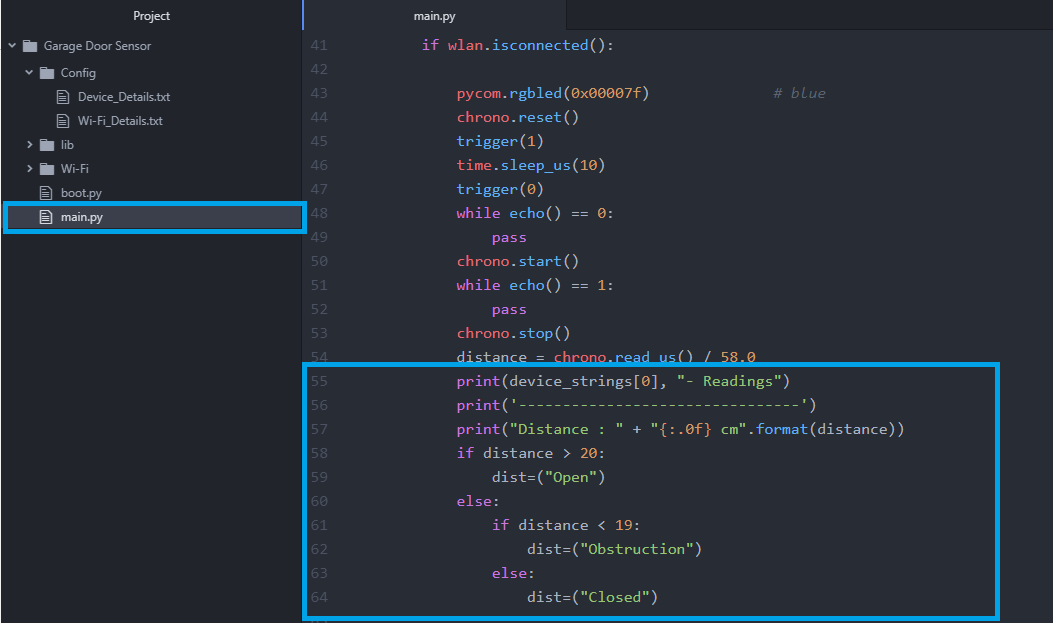 Project
main.py
Garage Door Sensor
Config
Device_Details.txt
Wi-Fi_Details.txt
lib
Wi-Fi
boot.py
main.py
41 if wlan.isconnected():
42
43 pycom.rgbled(0x00007f) # blue
44 chrono.reset()
45 trigger(1)
46 time.sleep_us(10)
47 trigger(0)
48 while echo() == 0:
49 pass
50 chrono.start()
51 while echo() == 1:
52 pass
53 chrono.stop()
54 distance = chrono.read_us() / 58.0
55 print(device_strings[0], "- Readings")
56 print('--------------------------------')
57 print("Distance : " + "{:.0f} cm".format(distance))
58 if distance > 20:
59 dist=("Open")
60 else:
61 if distance < 19:
62 dist=("Obstruction")
63 else:
64 dist=("Closed")